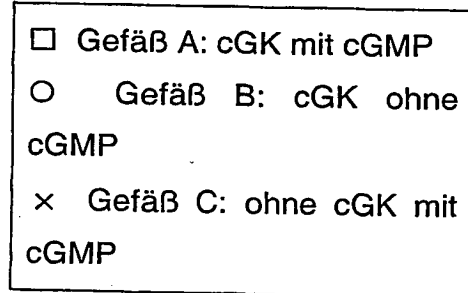 □ Gefäß A: cGK mit cGMP
○ Gefäß B: cGK ohne
cGMP
× Gefäß C: ohne cGK mit
cGMP